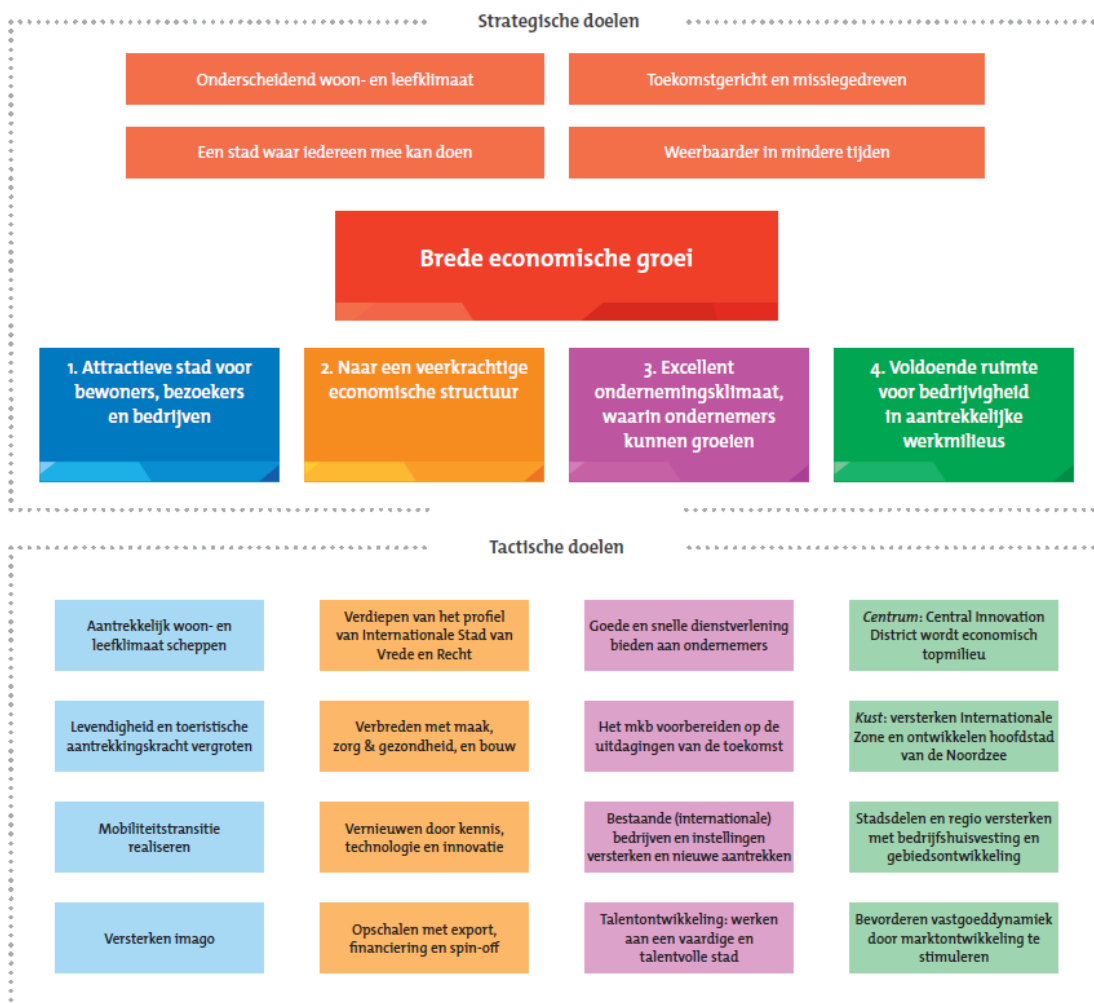 Strategische doelen
Onderscheidend woon- en leefklimaat
Toekomstgericht en missiegedreven
Een stad waar iedereen mee kan doen
Weerbaarder in mindere tijden
Brede economische groei
1. Attractieve stad voor
bewoners, bezoekers
en bedrijven
2. Naar een veerkrachtige
economische structuur
3. Excellent
ondernemingsklimaat,
waarin ondernemers
kunnen groeien
4. Voldoende ruimte
voor bedrijvigheid
in aantrekkelijke
werkmilieus
Tactische doelen
Aantrekkelijk woon- en
leefklimaat scheppen
Verdiepen van het profiel
van Internationale Stad van
Vrede en Recht
Goede en snelle dienstverlening
bieden aan ondernemers
Centrum: Central Innovation
District wordt economisch
topmilieu
Levendigheid en toeristische
aantrekkingskracht vergroten
Verbreden met maak,
zorg & gezondheid, en bouw
Het mkb voorbereiden op de
uitdagingen van de toekomst
Kust: versterken Internationale
Zone en ontwikkelen hoofdstad
van de Noordzee
Mobiliteitstransitie
realiseren
Vernieuwen door kennis,
technologie en innovatie
Bestaande (internationale)
bedrijven en instellingen
versterken en nieuwe aantrekken
Stadsdelen en regio versterken
met bedrijfshuisvesting en
gebiedsontwikkeling
Versterken imago
Opschalen met export,
financiering en spin-off
Talentontwikkeling: werken
aan een vaardige en
talentvolle stad
Bevorderen vastgoeddynamiek
door marktontwikkeling te
stimuleren